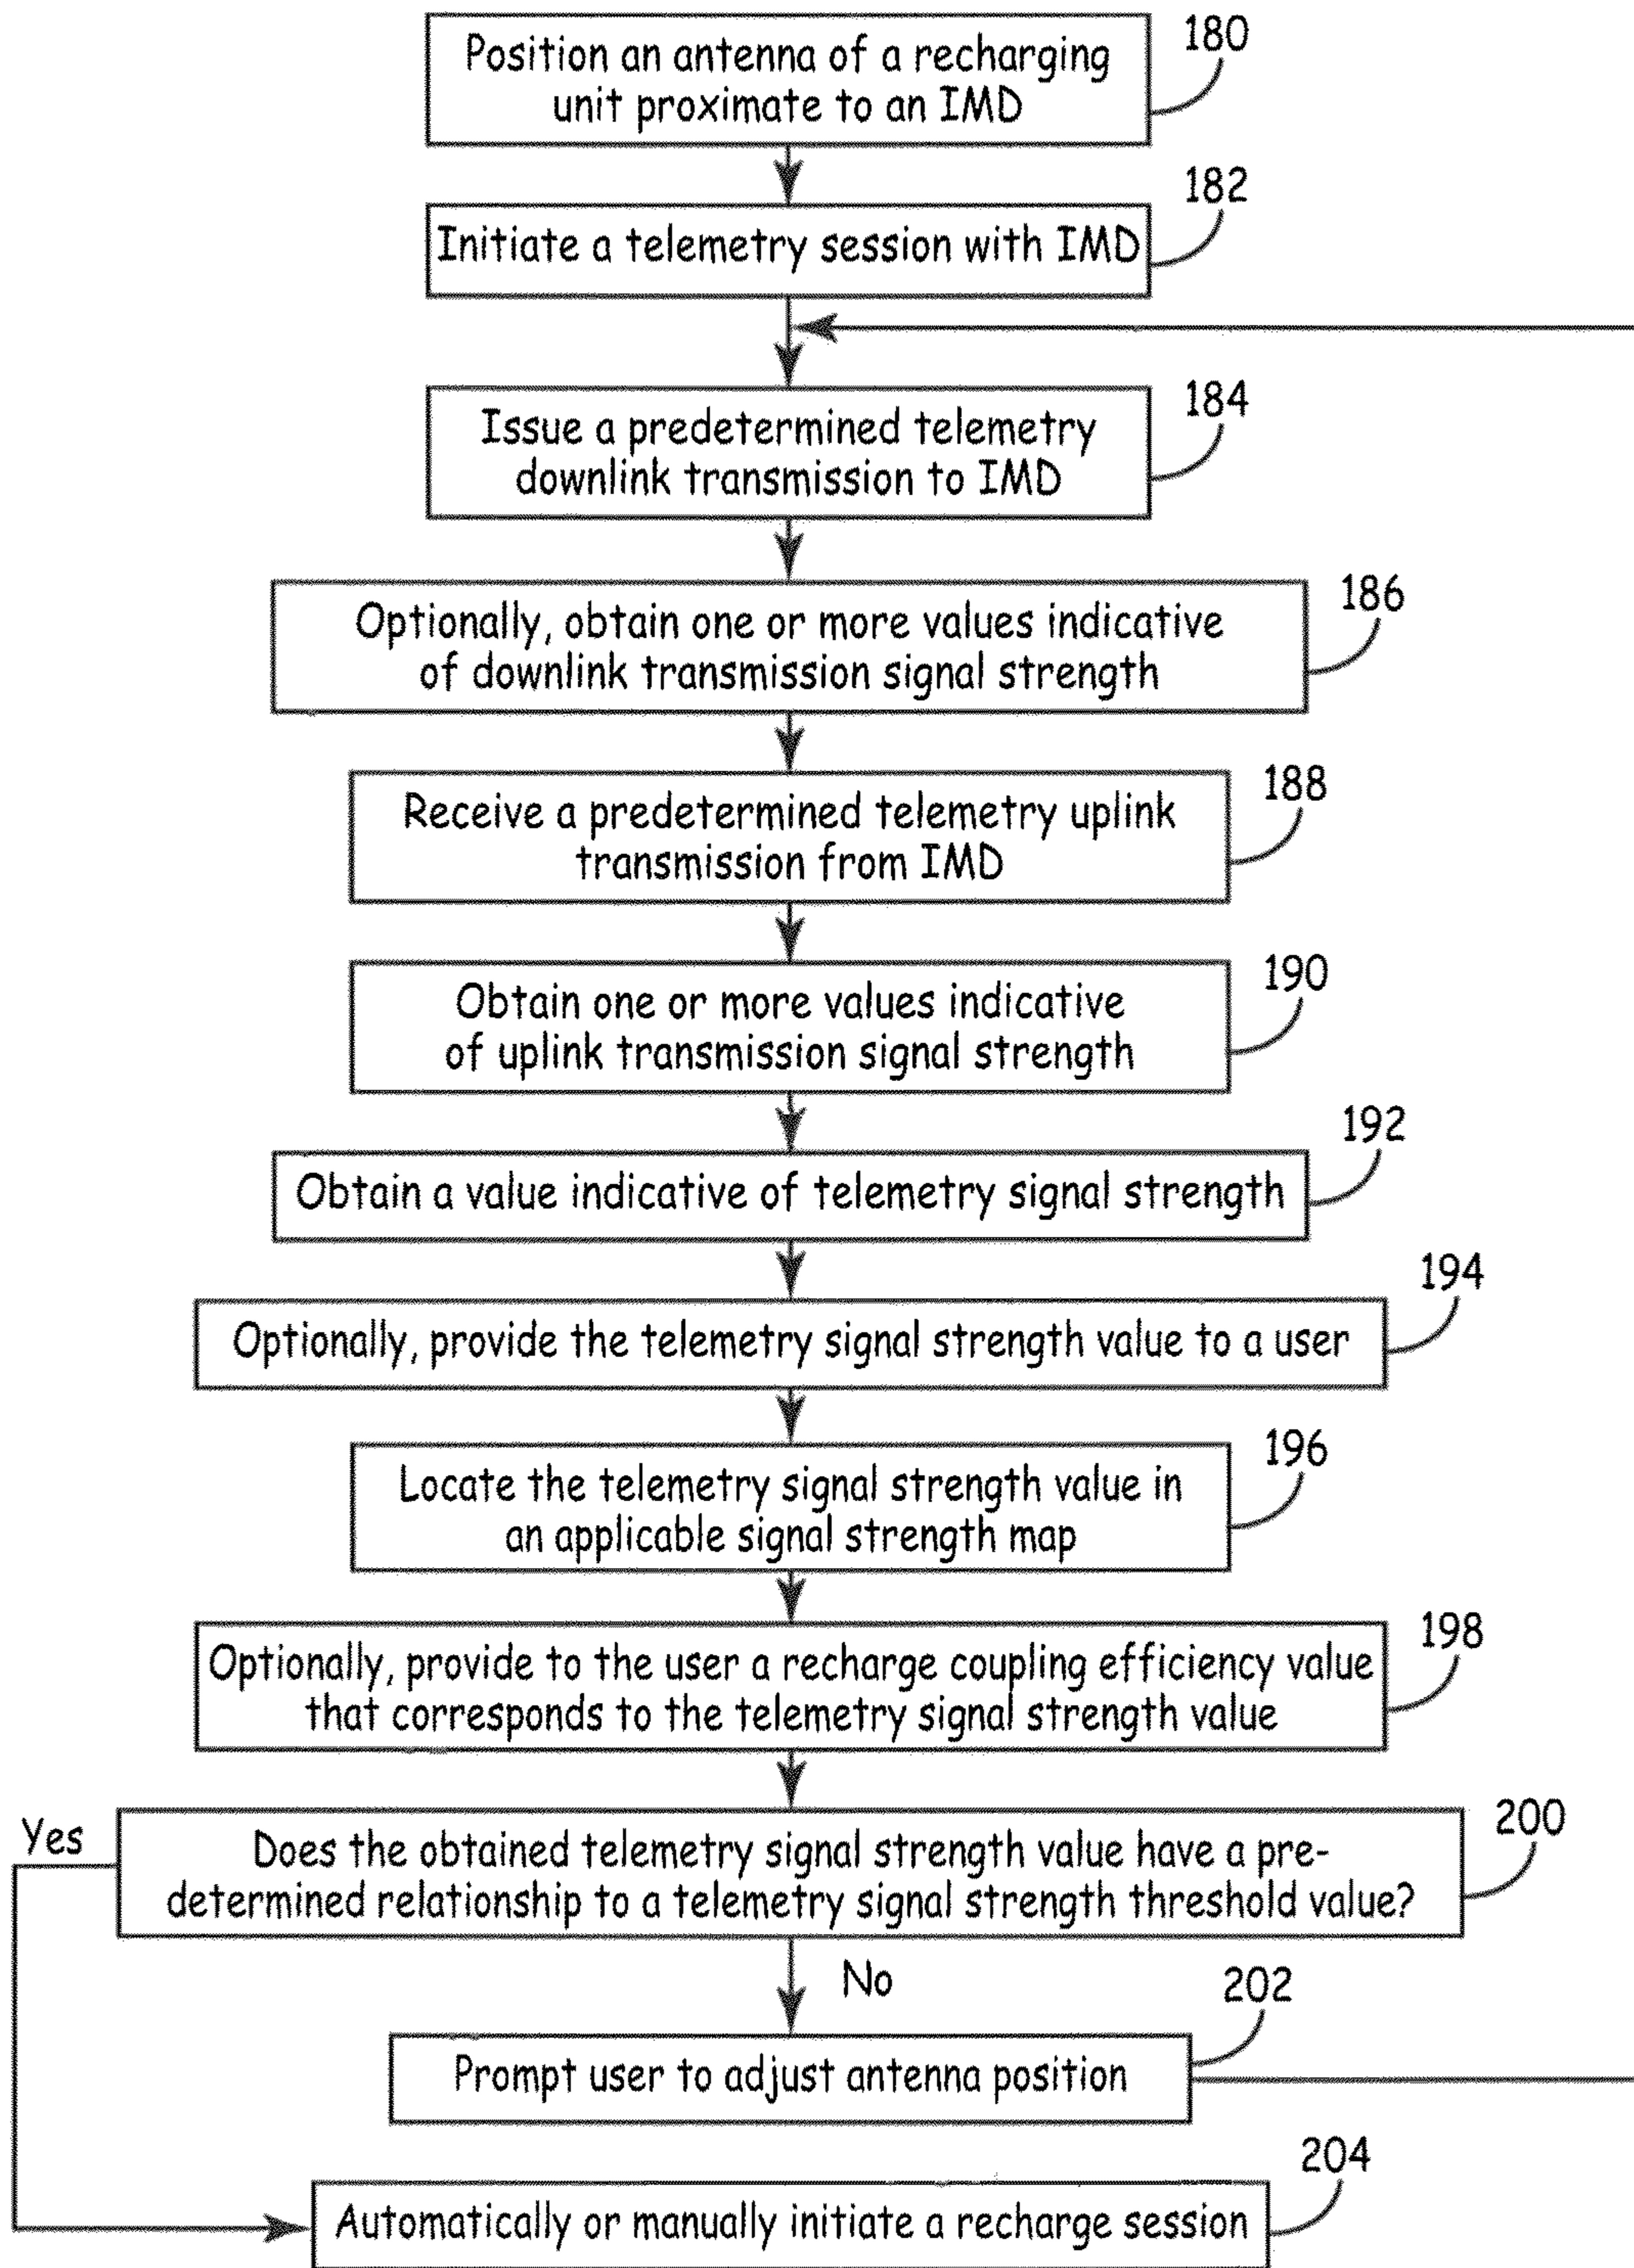 180
Position an antenna of a recharging
unit proximate to an IMD
182
Initiate a telemetry session with IMD
184
Issue a predetermined telemetry
downlink transmission to IMD
186
Optionally, obtain one or more values indicative
of downlink transmission signal strength
188
Receive a predetermined telemetry uplink
transmission from IMD
190
Obtain one or more values indicative
of uplink transmission signal strength
192
Obtain a value indicative of telemetry signal strength
194
Optionally, provide the telemetry signal strength value to a user
196
Locate the telemetry signal strength value in
an applicable signal strength map
198
Optionally, provide to the user a recharge coupling efficiency value
that corresponds to the telemetry signal strength value
200
Yes
Does the obtained telemetry signal strength value have a pre-
determined relationship to a telemetry signal strength threshold value?
No
202
Prompt user to adjust antenna position
204
Automatically or manually initiate a recharge session